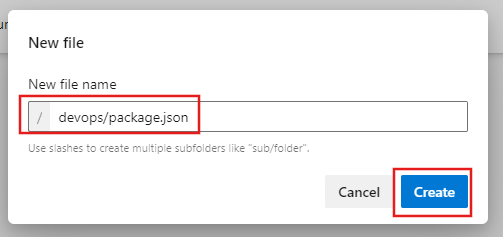 New file
New file name
/ devops/package.json
Use slashes to create multiple subfolders like "sub/folder".
Cancel Create